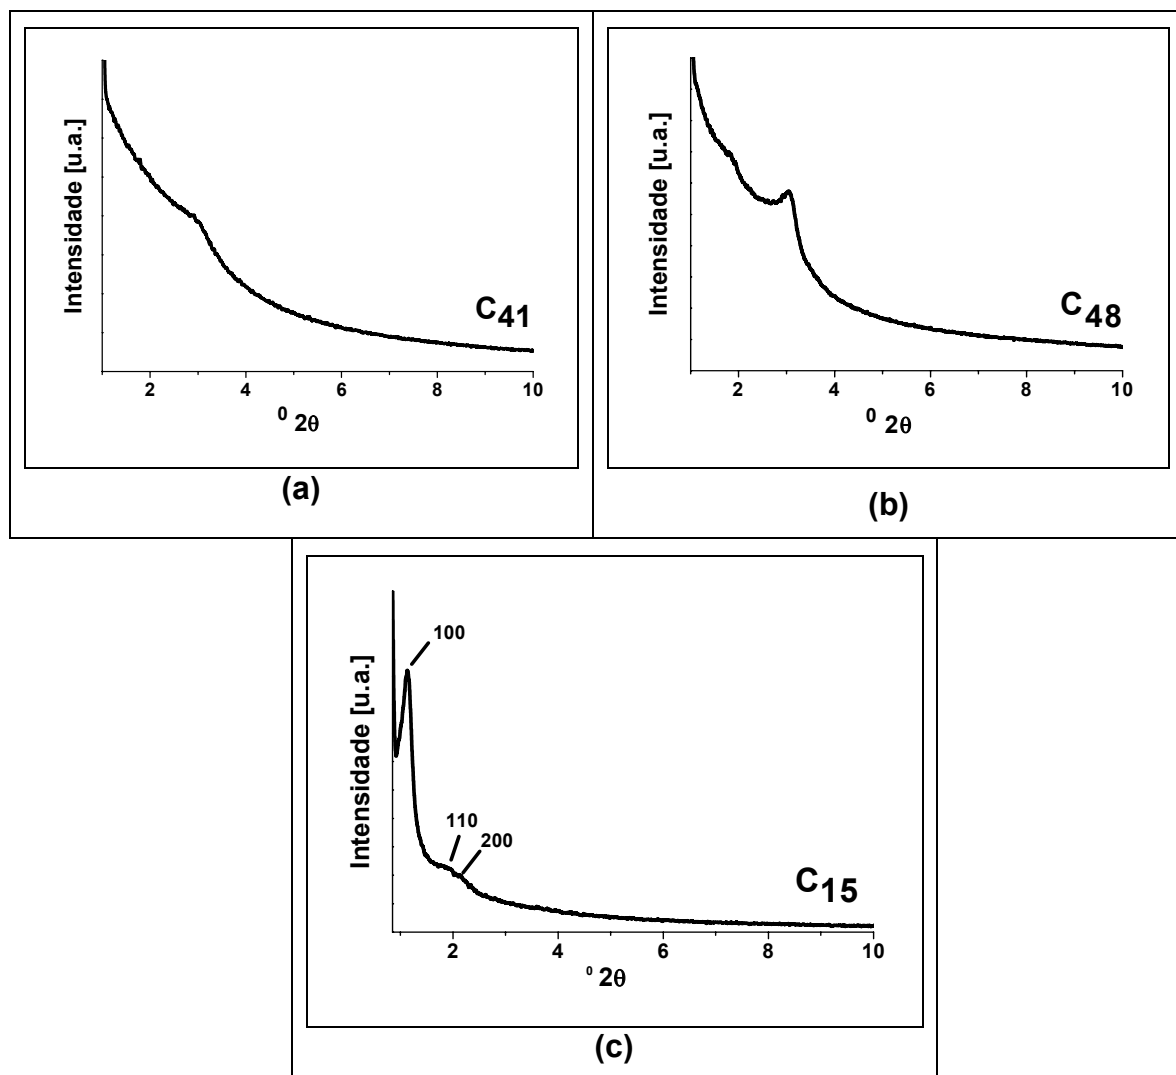 Intensidade [u.a.]
C41
2 4 6 8 10
0 2θ
(a)
Intensidade [u.a.]
C48
2 4 6 8 10
0 2θ
(b)
Intensidade [u.a.]
100
110
200
C15
2 4 6 8 10
0 2θ
(c)